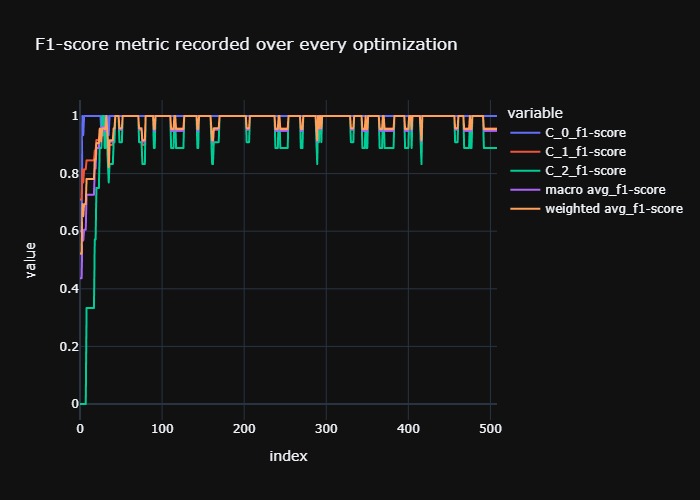 F1-score metric recorded over every optimization
variable
C_0_f1-score
C_1_f1-score
C_2_f1-score
macro avg_f1-score
weighted avg_f1-score
1
0.8
0.6
0.4
0.2
0
value
0 100 200 300 400 500
index